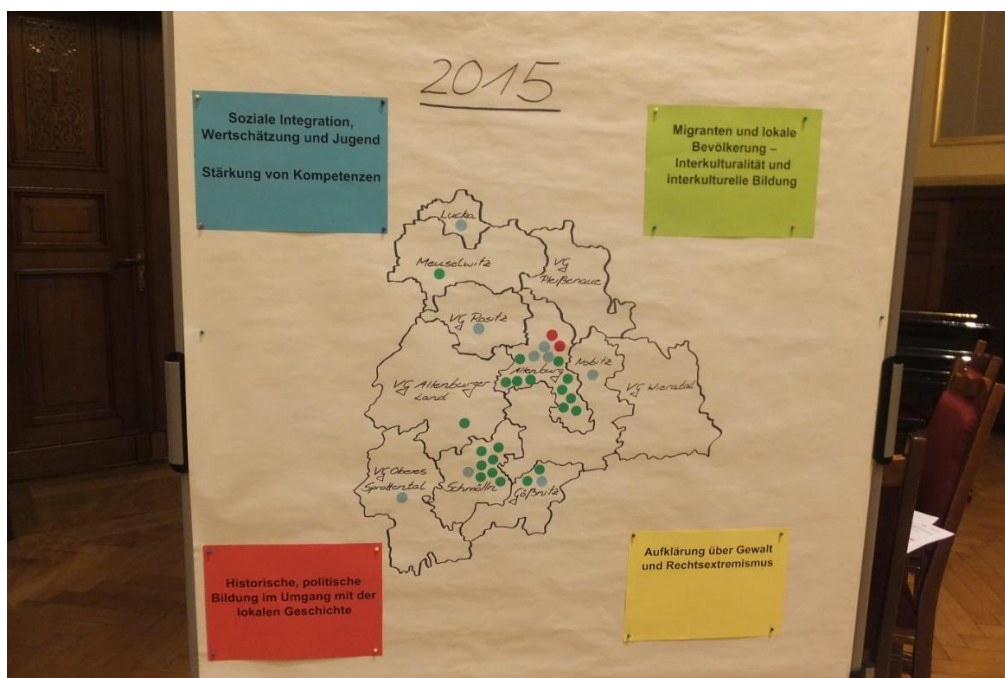 2015
Soziale Integration,
Wertschätzung und Jugend
Stärkung von Kompetenzen
Migranten und lokale
Bevölkerung –
Interkulturalität und
interkulturelle Bildung
Lucka
Meuselwitz
VG
Pleißenaue
VG Rositz
Altenburg
Nobitz
VG Altenburger
Land
VG Wieratal
VG Oberes
Sprottental
Schmölln
Gößnitz
Historische, politische
Bildung im Umgang mit der
lokalen Geschichte
Aufklärung über Gewalt
und Rechtsextremismus